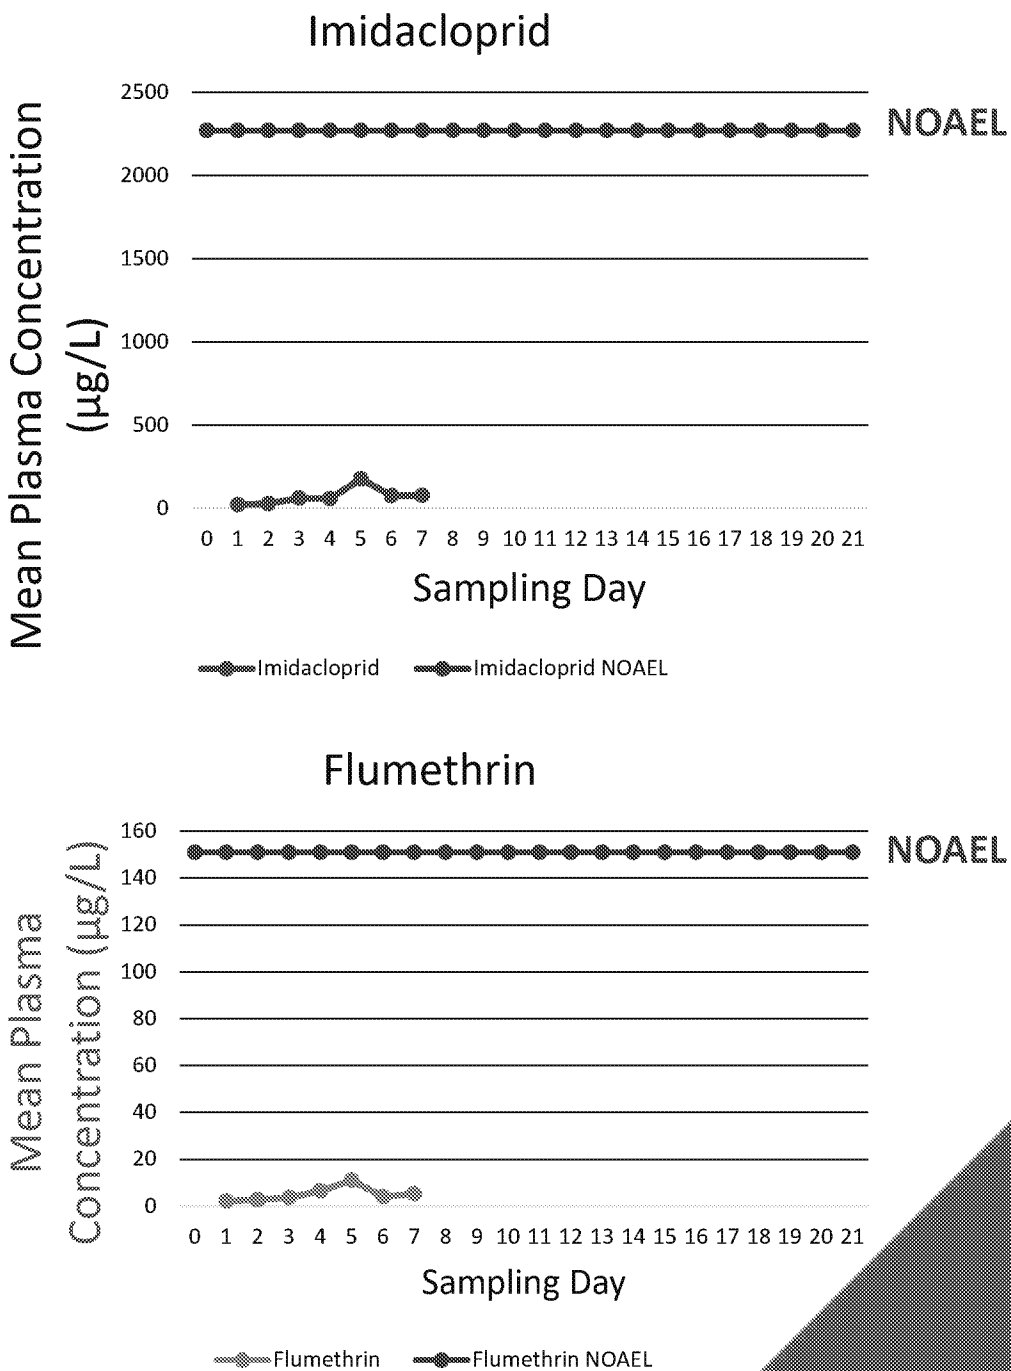 Imidacloprid
Mean Plasma Concentration
(µg/L)
2500
2000
1500
1000
500
0
NOAEL
0 1 2 3 4 5 6 7 8 9 10 11 12 13 14 15 16 17 18 19 20 21
Sampling Day
Imidacloprid Imidacloprid NOAEL
Flumethrin
Mean Plasma
Concentration (µg/L)
160
140
120
100
80
60
40
20
0
NOAEL
0 1 2 3 4 5 6 7 8 9 10 11 12 13 14 15 16 17 18 19 20 21
Sampling Day
Flumethrin Flumethrin NOAEL